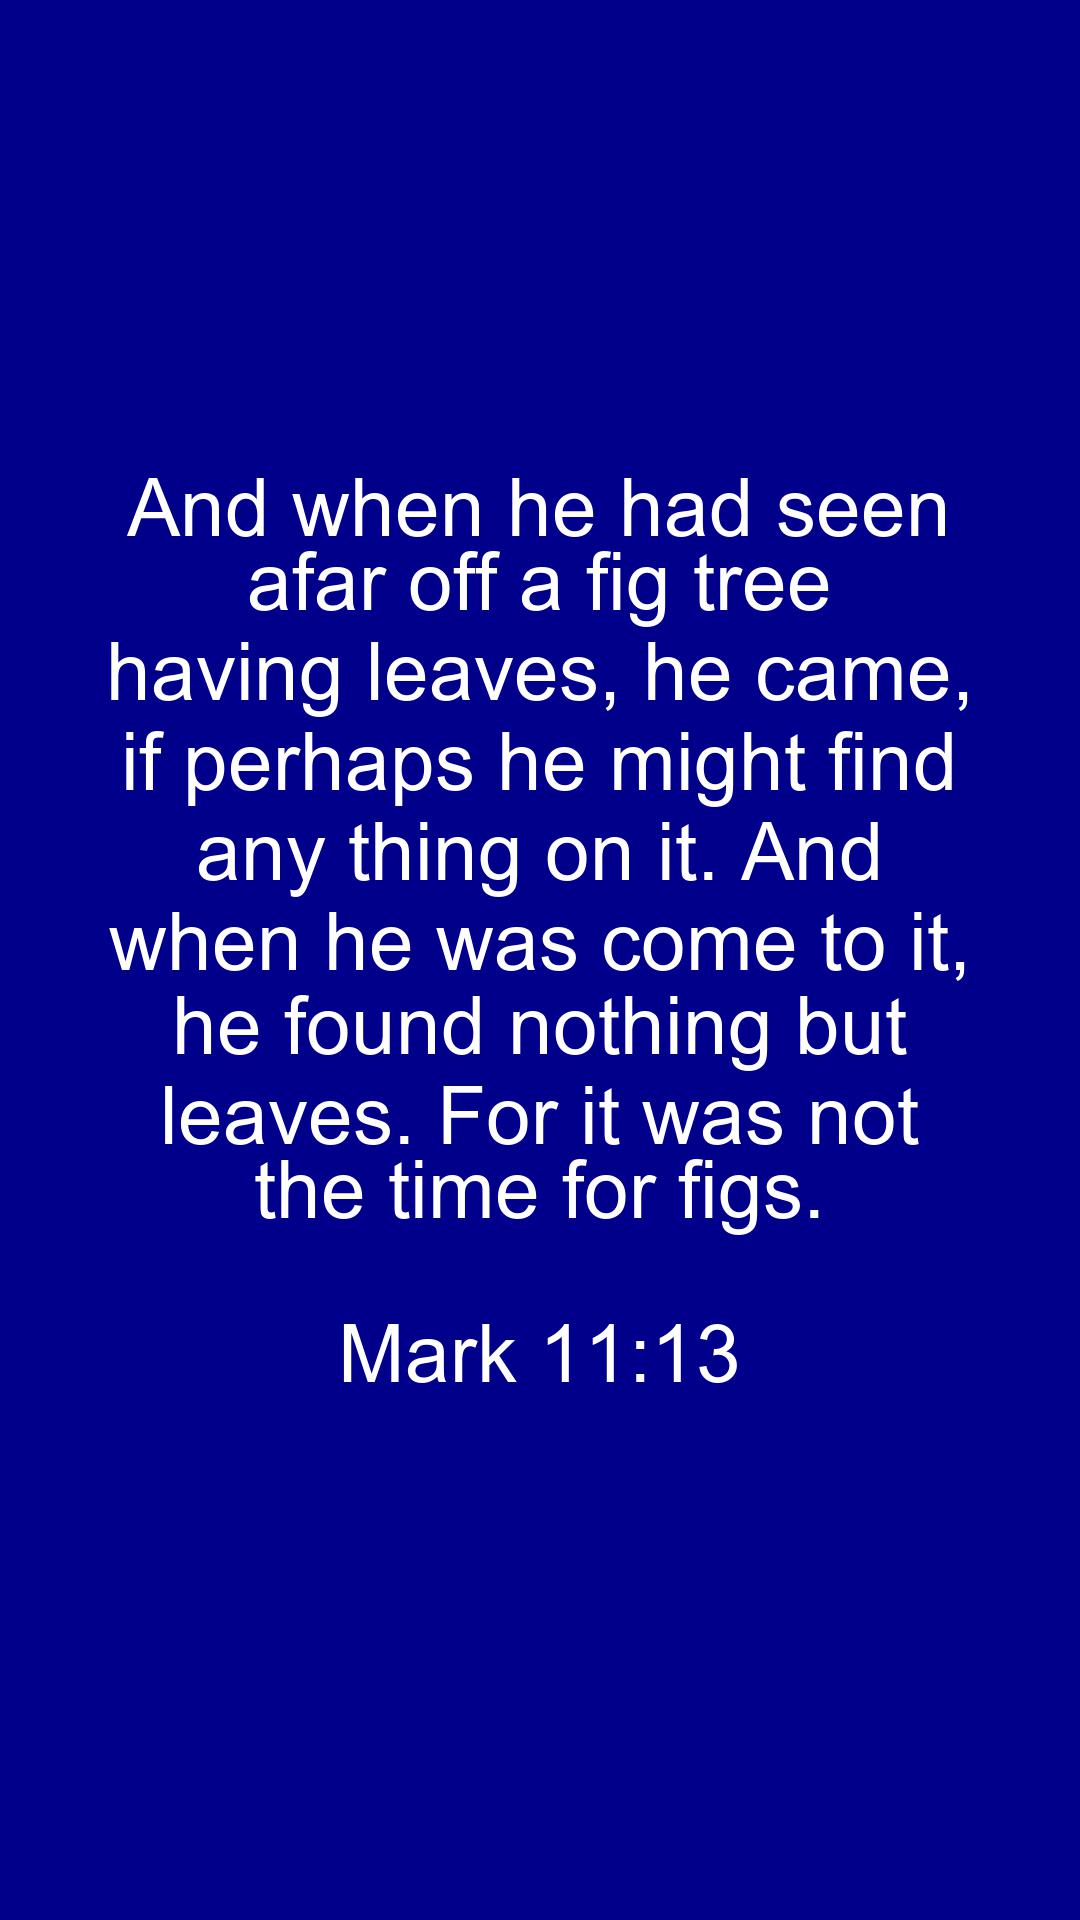 And when he had seen
afar off a fig tree
having leaves, he came,
if perhaps he might find
any thing on it. And
when he was come to it,
he found nothing but
leaves. For it was not
the time for figs.
Mark 11:13